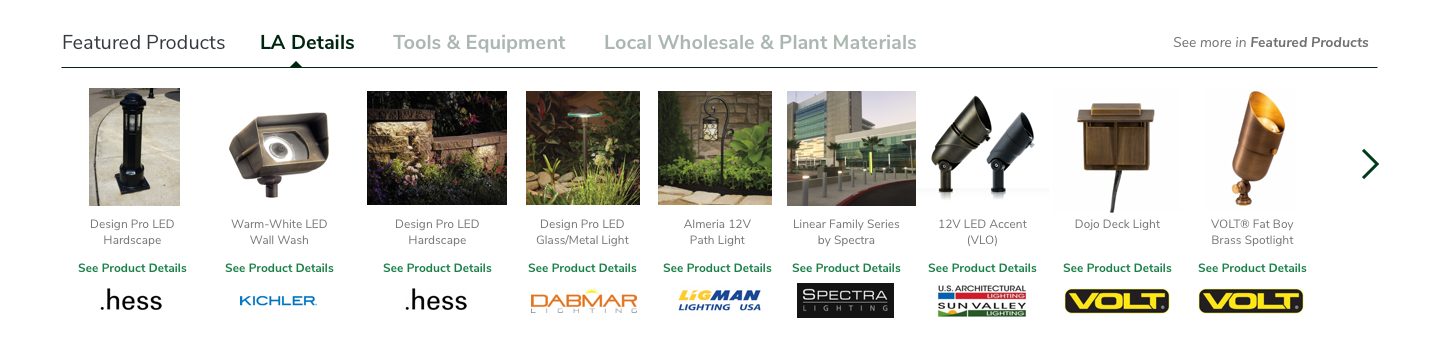 Featured Products
LA Details
Tools & Equipment
Local Wholesale & Plant Materials
See more in Featured Products
Design Pro LED
Hardscape
See Product Details
.hess
Warm-White LED
Wall Wash
See Product Details
KICHLER
Design Pro LED
Hardscape
See Product Details
.hess
Design Pro LED
Glass/Metal Light
See Product Details
DABMAR
LIGHTING
Almeria 12V
Path Light
See Product Details
LiGMAN
LIGHTING USA
Linear Family Series
by Spectra
See Product Details
SPECTRA
LIGHTING
12V LED Accent
(VLO)
See Product Details
U.S. ARCHITECTURAL
LIGHTING
SUN VALLEY
LIGHTING
Dojo Deck Light
See Product Details
VOLT®
VOLT® Fat Boy
Brass Spotlight
See Product Details
VOLT®